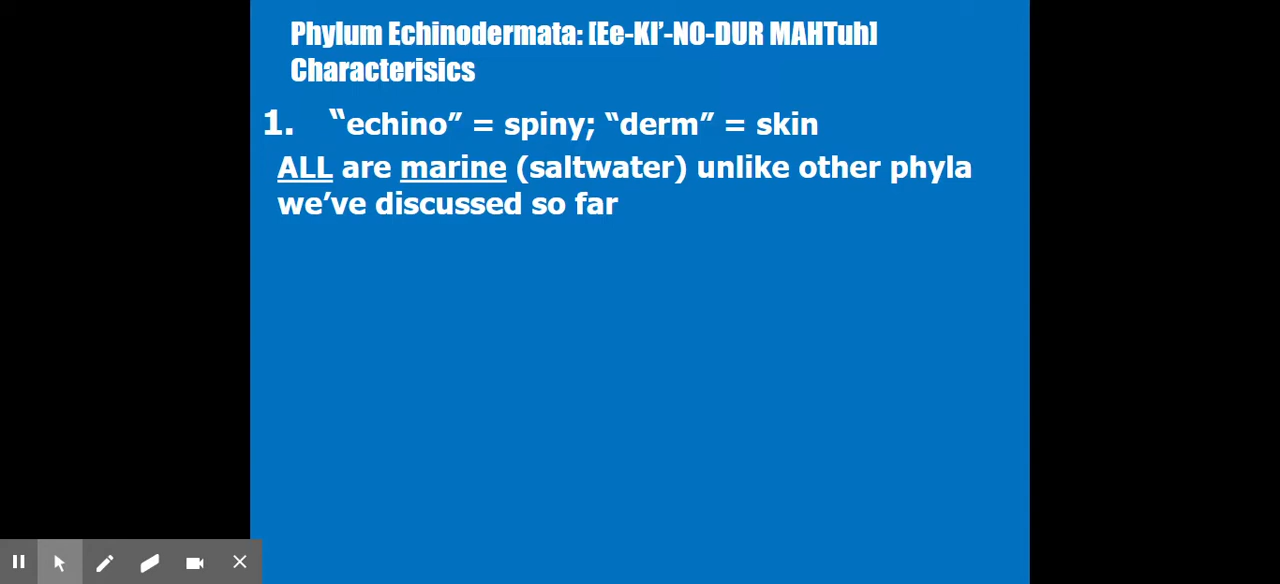 Phylum Echinodermata: [Ee-KI’-NO-DUR MAHTuh]
Characterisics
1. “echino” = spiny; “derm” = skin
ALL are marine (saltwater) unlike other phyla
we’ve discussed so far